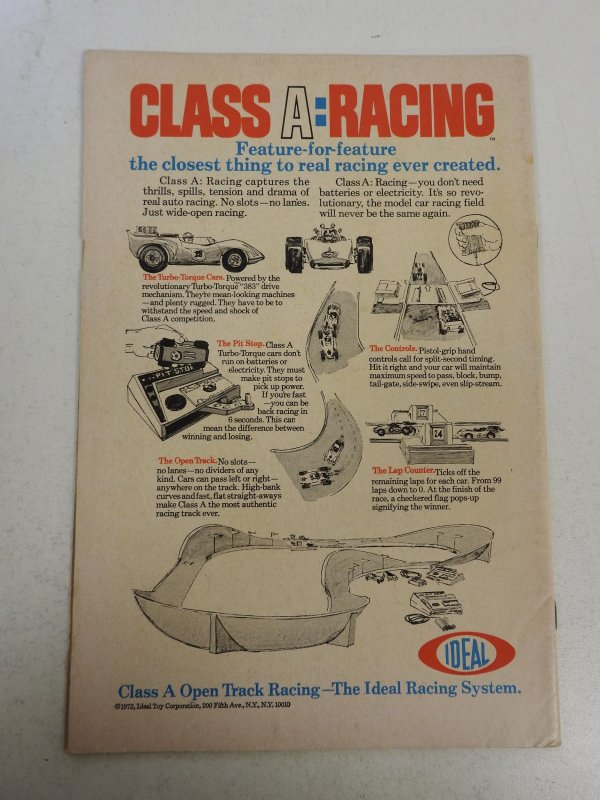 CLASS A: RACING™
Feature-for-feature
the closest thing to real racing ever created.
Class A: Racing captures the
thrills, spills, tension and drama of
real auto racing. No slots—no lanes.
Just wide-open racing.
Class A: Racing—you don't need
batteries or electricity. It's so revo-
lutionary, the model car racing field
will never be the same again.
The Turbo-Torque Cars. Powered by the
revolutionary Turbo-Torque "383" drive
mechanism. They're mean-looking machines
—and plenty rugged. They have to be to
withstand the speed and shock of
Class A competition.
The Pit Stop. Class A
Turbo-Torque cars don't
run on batteries or
electricity. They must
make pit stops to
pick up power.
If you're fast
—you can be
back racing in
6 seconds. This can
mean the difference between
winning and losing.
PIT STOP
The Controls. Pistol-grip hand
controls call for split-second timing.
Hit it right and your car will maintain
maximum speed to pass, block, bump,
tail-gate, side-swipe, even slip-stream.
The Open Track. No slots—
no lanes—no dividers of any
kind. Cars can pass left or right—
anywhere on the track. High-bank
curves and fast, flat straight-aways
make Class A the most authentic
racing track ever.
24
The Lap Counter. Ticks off the
remaining laps for each car. From 99
laps down to 0. At the finish of the
race, a checkered flag pops-up
signifying the winner.
IDEAL
Class A Open Track Racing—The Ideal Racing System.
©1972, Ideal Toy Corporation, 200 Fifth Ave., N.Y., N.Y. 10010